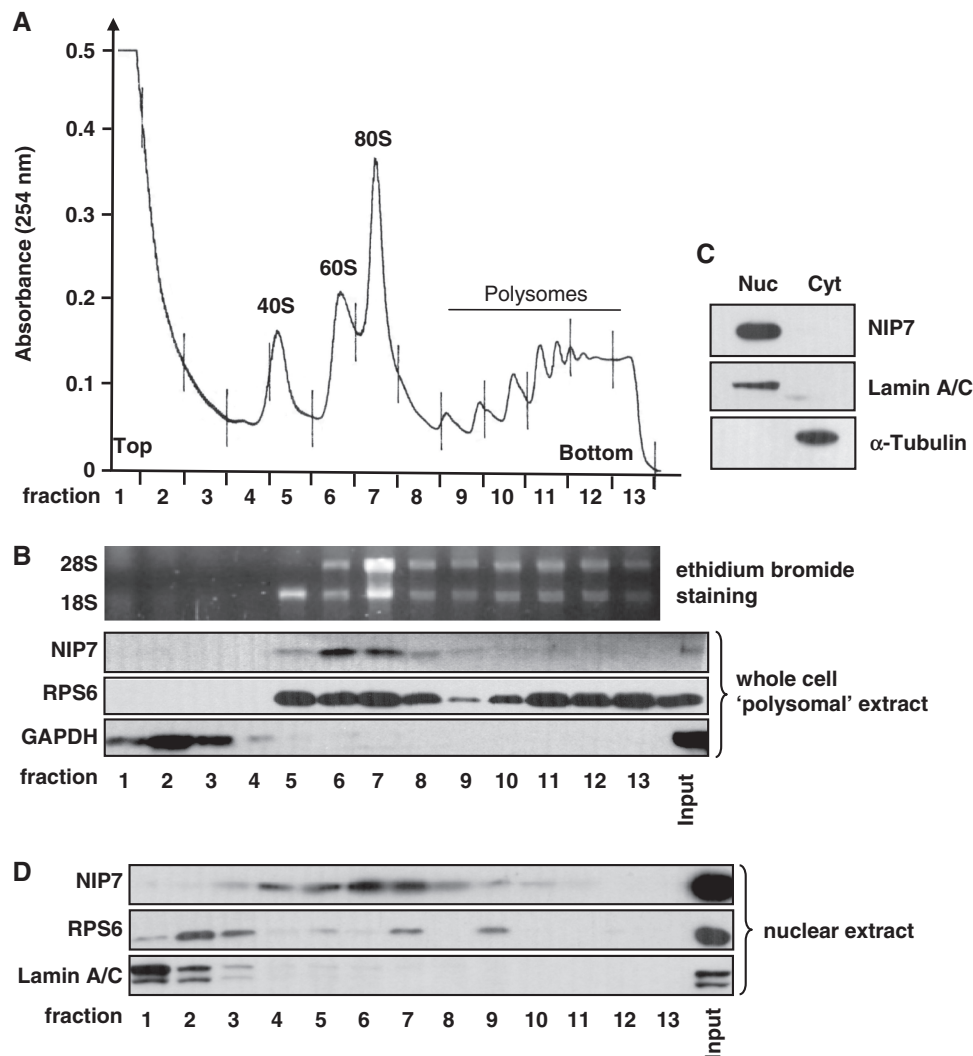 A
Absorbance (254 nm)
0.5
0.4
0.3
0.2
0.1
0
40S
60S
80S
Polysomes
Top
Bottom
fraction 1 2 3 4 5 6 7 8 9 10 11 12 13
C
Nuc Cyt
NIP7
Lamin A/C
α-Tubulin
B
28S
18S
ethidium bromide
staining
NIP7
RPS6
GAPDH
whole cell
'polysomal' extract
fraction 1 2 3 4 5 6 7 8 9 10 11 12 13 Input
D
NIP7
RPS6
Lamin A/C
nuclear extract
fraction 1 2 3 4 5 6 7 8 9 10 11 12 13 Input